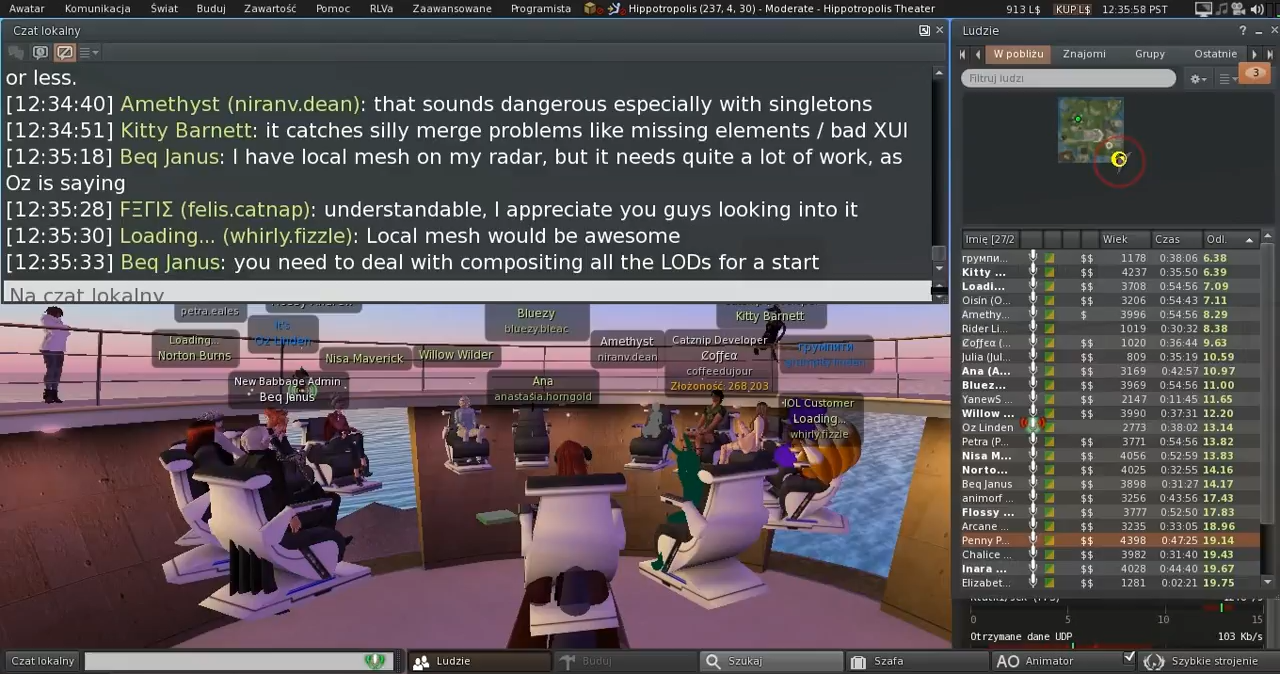 Awatar Komunikacja Świat Buduj Zawartość Pomoc RLVa Zaawansowane Programista Hippotropolis (237, 4, 30) - Moderate - Hippotropolis Theater 913 L$ KUP L$ 12:35:58 PST
Czat lokalny
or less.
[12:34:40] Amethyst (niranv.dean): that sounds dangerous especially with singletons
[12:34:51] Kitty Barnett: it catches silly merge problems like missing elements / bad XUI
[12:35:18] Beq Janus: I have local mesh on my radar, but it needs quite a lot of work, as
Oz is saying
[12:35:28] FΞΓIΣ (felis.catnap): understandable, I appreciate you guys looking into it
[12:35:30] Loading... (whirly.fizzle): Local mesh would be awesome
[12:35:33] Beq Janus: you need to deal with compositing all the LODs for a start
Na czat lokalny
petra.eales
It's
Oz Linden
Loading...
Norton Burns
Nisa Maverick
Willow Wilder
Bluezy
bluezy.bleac
Amethyst
niranv.dean
Kitty Barnett
Catznip Developer
Ȼøffєα
coffeedujour
Złożoność: 268 203
грумпити
New Babbage Admin
Beq Janus
Ana
anastasia.horngold
IOL Customer
Loading...
whirly.fizzle
Ludzie
W pobliżu Znajomi Grupy Ostatnie
Filtruj ludzi
3
Imię [27/2 Wiek Czas Odl.
грумпи... $$ 1178 0:38:06 6.38
Kitty ... $$ 4237 0:35:50 6.39
Loadi... $$ 3708 0:54:56 7.09
Oisín (O... $$ 3206 0:54:43 7.11
Amethy... $ 3996 0:54:56 8.29
Rider Li... 1019 0:30:32 8.38
Ȼøffєα (... $$ 1020 0:36:44 9.63
Julia (Jul... $$ 809 0:35:19 10.59
Ana (A... $$ 3169 0:42:57 10.97
Bluez... $$ 3969 0:54:56 11.00
YanewS ... $$ 2147 0:11:45 11.65
Willow ... $$ 3990 0:37:31 12.20
Oz Linden 2773 0:38:02 13.14
Petra (P... $$ 3771 0:54:56 13.82
Nisa M... $$ 4056 0:52:59 13.83
Norto... $$ 4025 0:32:55 14.16
Beq Janus $$ 3898 0:31:27 14.17
animorf ... $$ 3256 0:43:56 17.43
Flossy ... $$ 3777 0:52:50 17.83
Arcane ... $$ 3235 0:33:05 18.96
Penny P... $$ 4398 0:47:25 19.14
Chalice ... $$ 3982 0:31:40 19.43
Inara ... $$ 4028 0:44:40 19.67
Elizabet... $$ 1281 0:02:21 19.75
0 5 10 15
Otrzymane dane UDP 103 Kb/s
Czat lokalny Ludzie Buduj Szukaj Szafa AO Animator Szybkie strojenie